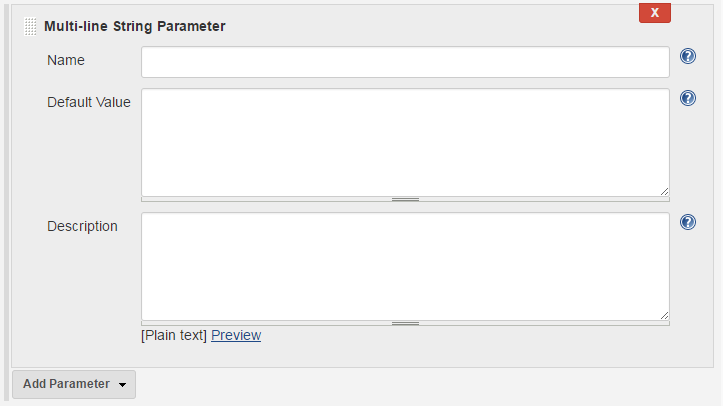 X
Multi-line String Parameter
Name
Default Value
Description
[Plain text] Preview
Add Parameter